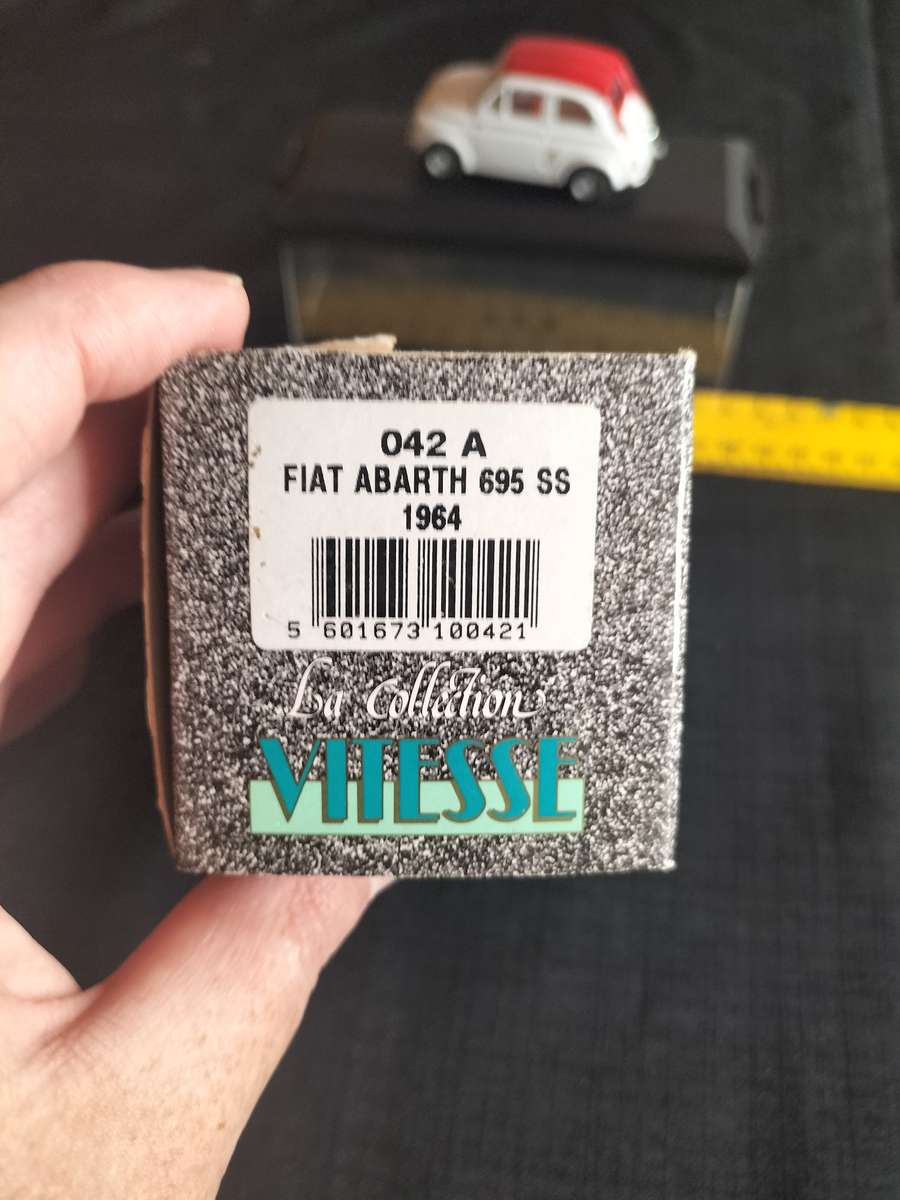 042 A
FIAT ABARTH 695 SS
1964
5 601673 100421
La Collection
VITESSE